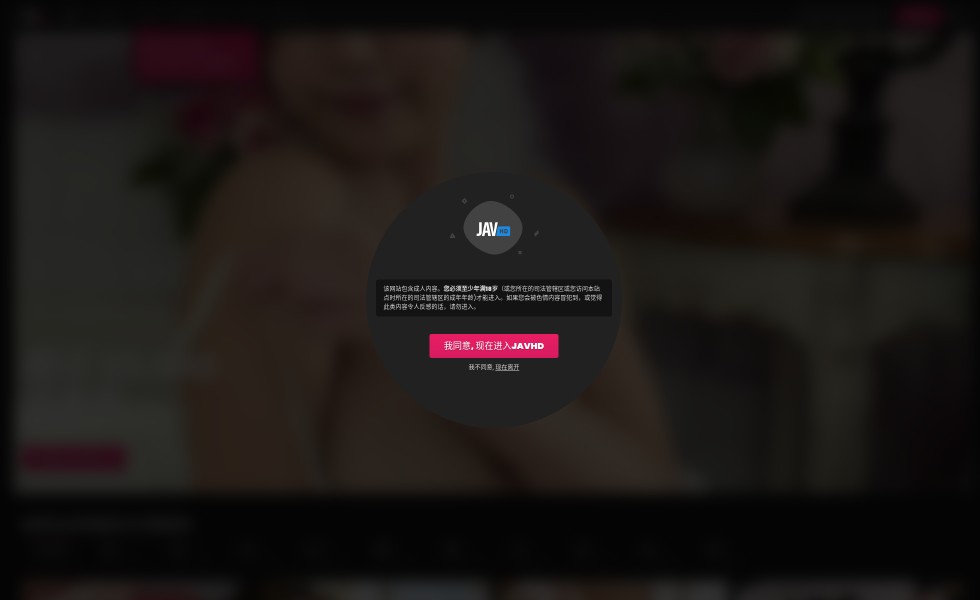 JAV HD
该网站包含成人内容。您必须至少年满18岁（或您所在的司法管辖区或您访问本站
点时所在的司法管辖区的成年年龄)才能进入。如果您会被色情内容冒犯到，或觉得
此类内容令人反感的话，请勿进入。
我同意, 现在进入JAVHD
我不同意, 现在离开